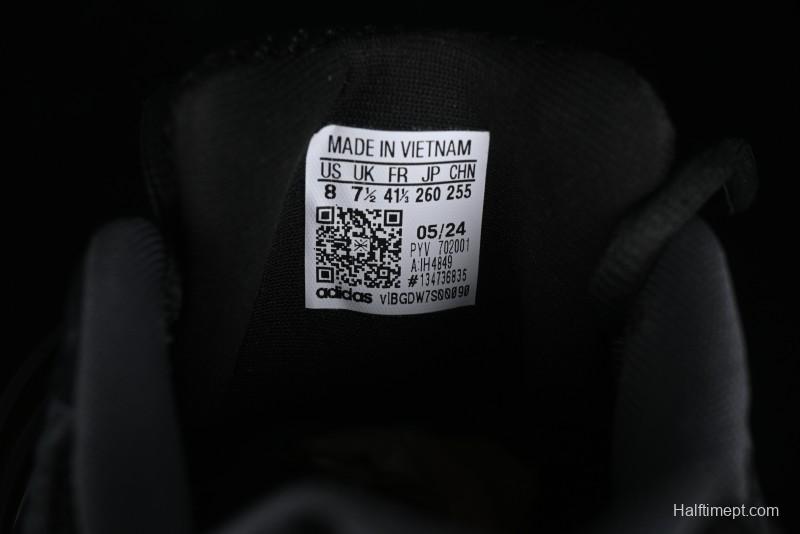 MADE IN VIETNAM
US UK FR JP CHN
8 7½ 41⅓ 260 255
05/24
PYV 702001
A:IH4849
#134736835
adidas v|BGDW7S00090
Halftimept.com